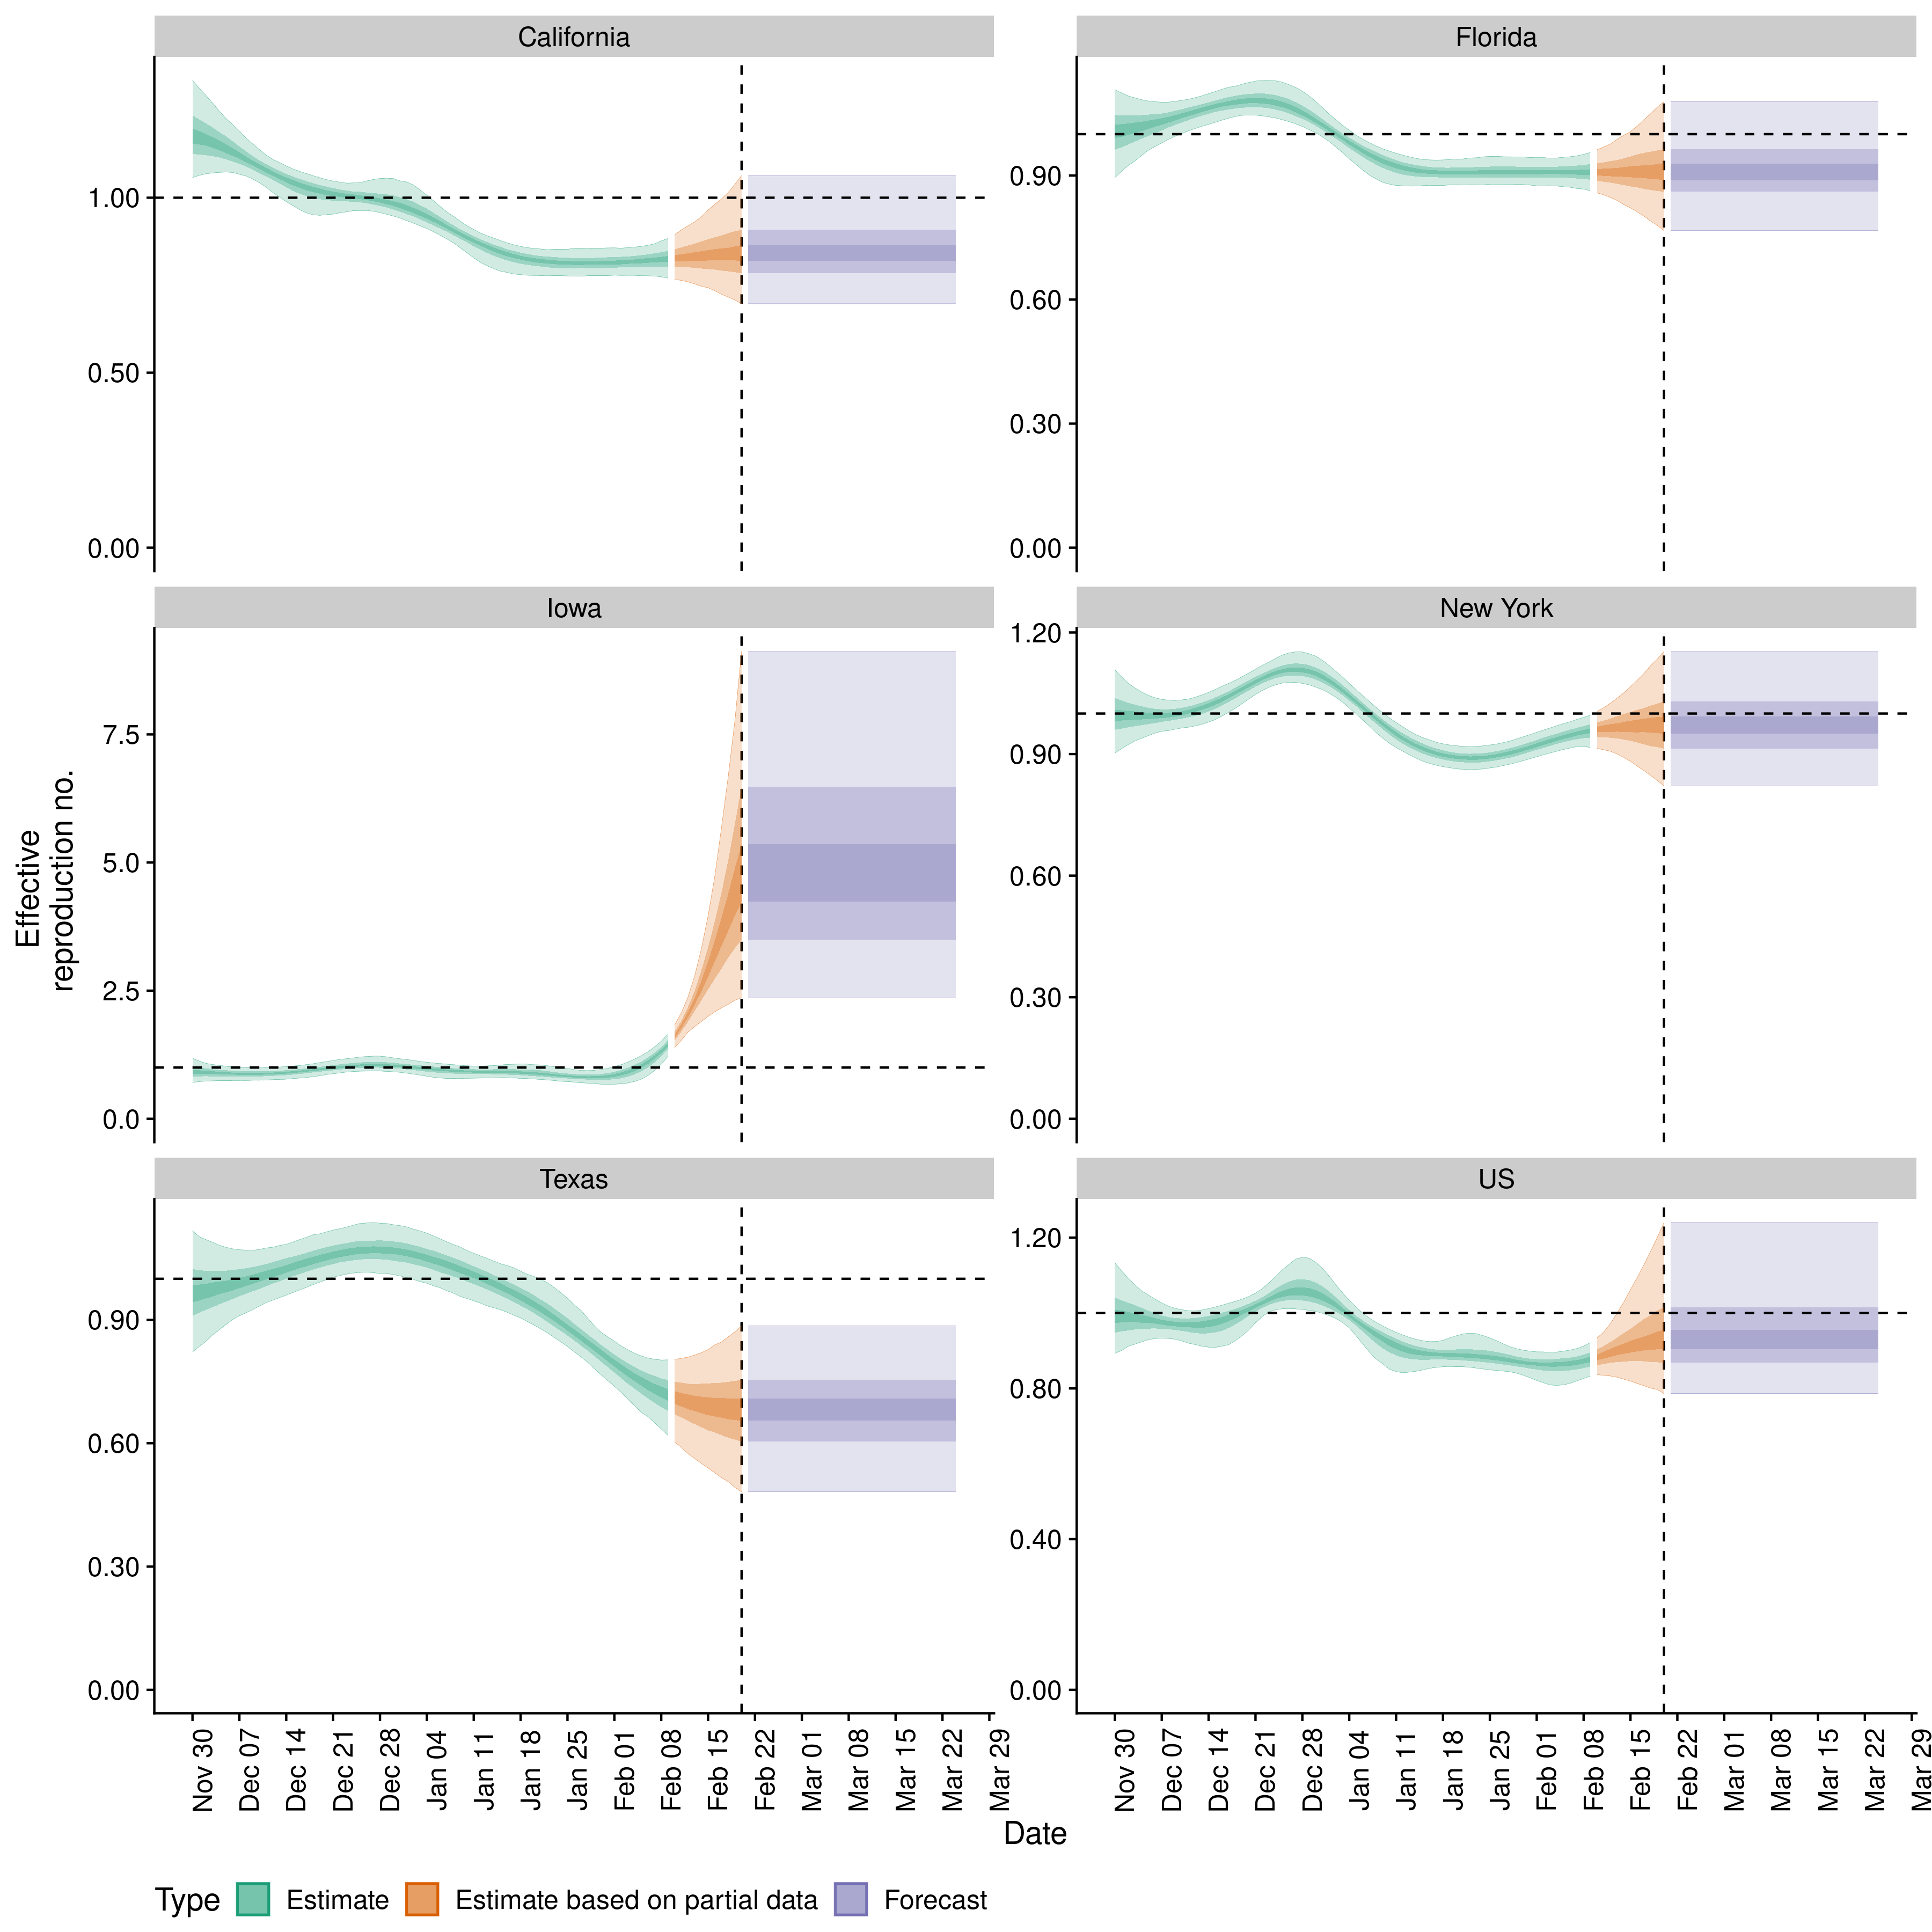 California
Florida
1.00
0.50
0.00
0.90
0.60
0.30
0.00
Iowa
New York
7.5
5.0
2.5
0.0
1.20
0.90
0.60
0.30
0.00
Effective
reproduction no.
Texas
US
0.90
0.60
0.30
0.00
1.20
0.80
0.40
0.00
Nov 30
Dec 07
Dec 14
Dec 21
Dec 28
Jan 04
Jan 11
Jan 18
Jan 25
Feb 01
Feb 08
Feb 15
Feb 22
Mar 01
Mar 08
Mar 15
Mar 22
Mar 29
Nov 30
Dec 07
Dec 14
Dec 21
Dec 28
Jan 04
Jan 11
Jan 18
Jan 25
Feb 01
Feb 08
Feb 15
Feb 22
Mar 01
Mar 08
Mar 15
Mar 22
Mar 29
Date
Type Estimate Estimate based on partial data Forecast